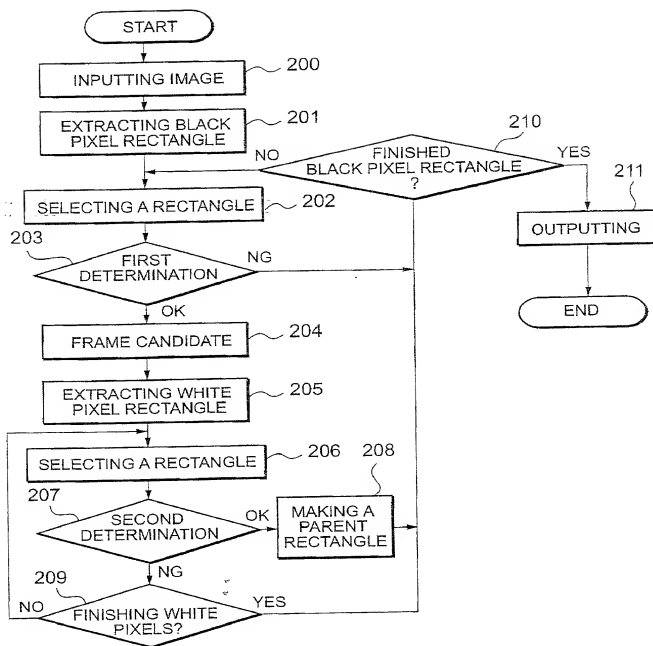 START
INPUTTING IMAGE
200
EXTRACTING BLACK
PIXEL RECTANGLE
201
210
FINISHED
BLACK PIXEL RECTANGLE
?
NO
YES
SELECTING A RECTANGLE
202
211
OUTPUTTING
END
203
FIRST
DETERMINATION
NG
OK
FRAME CANDIDATE
204
EXTRACTING WHITE
PIXEL RECTANGLE
205
SELECTING A RECTANGLE
206
207
SECOND
DETERMINATION
OK
208
MAKING A
PARENT
RECTANGLE
NG
209
FINISHING WHITE
PIXELS?
NO
YES